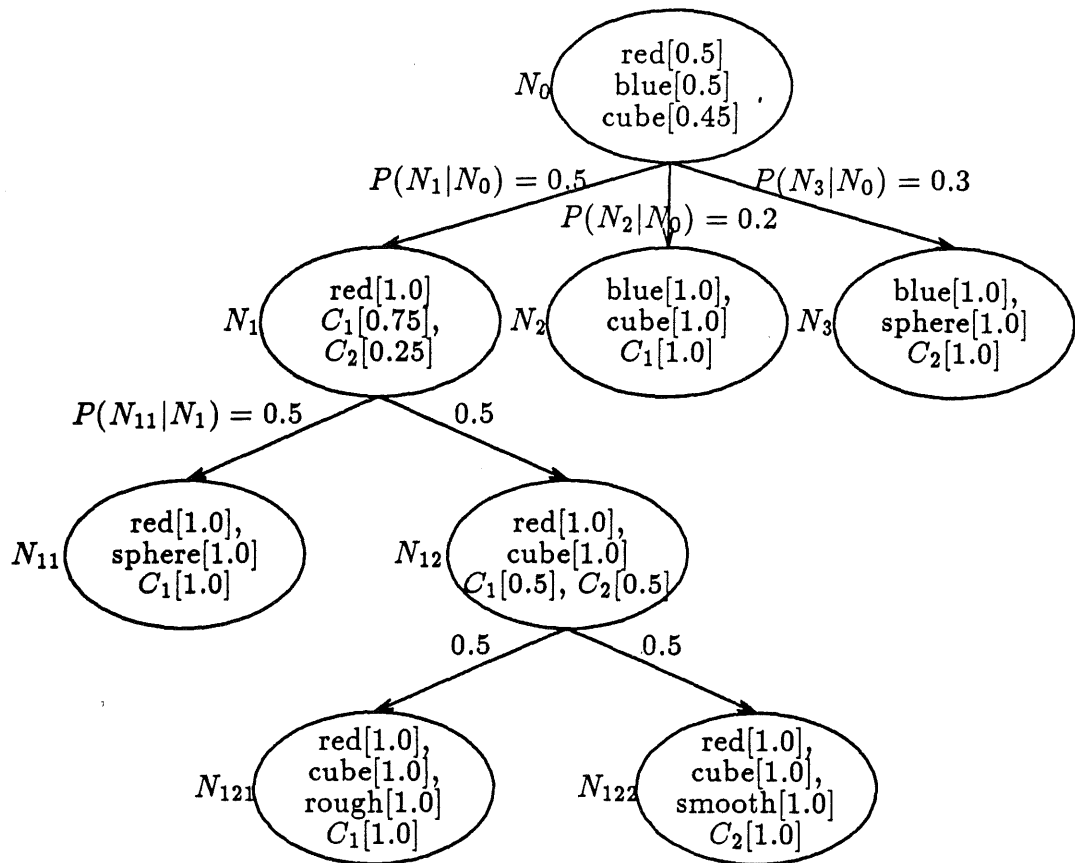 N₀
red[0.5]
blue[0.5]
cube[0.45]
P(N₁|N₀) = 0.5
P(N₂|N₀) = 0.2
P(N₃|N₀) = 0.3
N₁
red[1.0]
C₁[0.75],
C₂[0.25]
N₂
blue[1.0],
cube[1.0]
C₁[1.0]
N₃
blue[1.0],
sphere[1.0]
C₂[1.0]
P(N₁₁|N₁) = 0.5
0.5
N₁₁
red[1.0],
sphere[1.0]
C₁[1.0]
N₁₂
red[1.0],
cube[1.0]
C₁[0.5], C₂[0.5]
0.5
0.5
N₁₂₁
red[1.0],
cube[1.0],
rough[1.0]
C₁[1.0]
N₁₂₂
red[1.0],
cube[1.0],
smooth[1.0]
C₂[1.0]